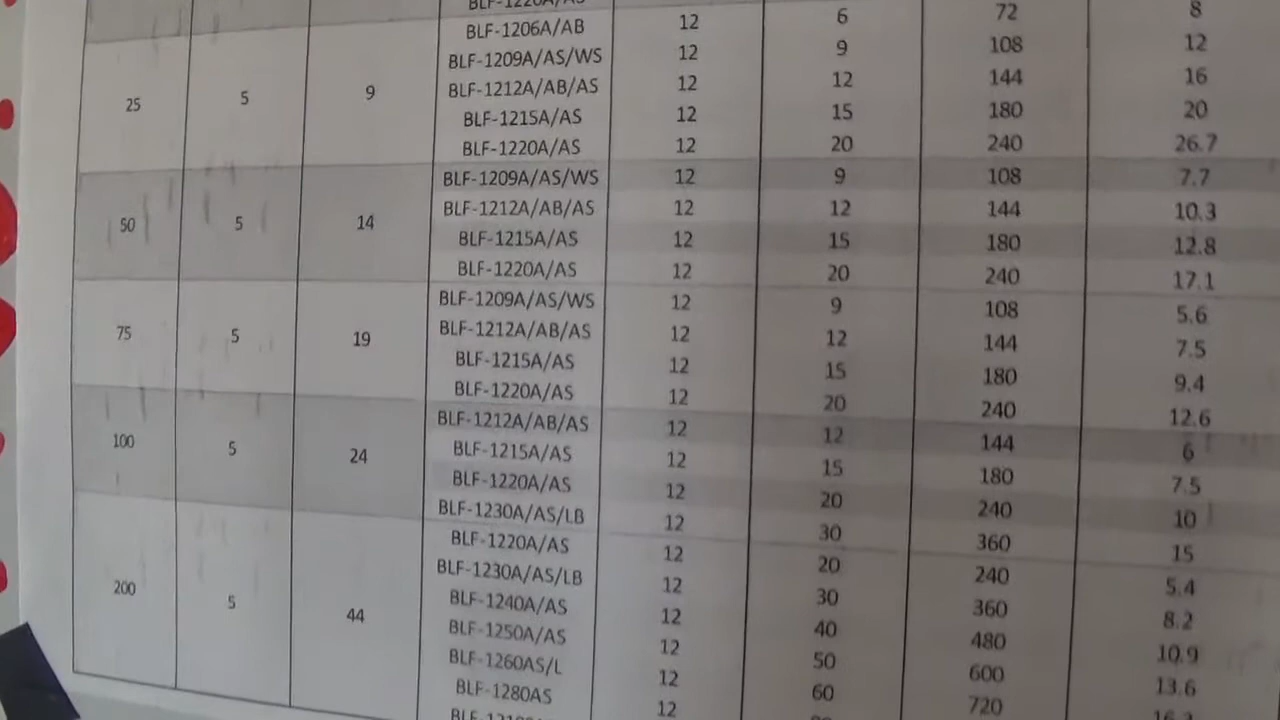 BLF-1220A/AS
BLF-1206A/AB 12 6 72 8
BLF-1209A/AS/WS 12 9 108 12
25 5 9 BLF-1212A/AB/AS 12 12 144 16
BLF-1215A/AS 12 15 180 20
BLF-1220A/AS 12 20 240 26.7
BLF-1209A/AS/WS 12 9 108 7.7
50 5 14 BLF-1212A/AB/AS 12 12 144 10.3
BLF-1215A/AS 12 15 180 12.8
BLF-1220A/AS 12 20 240 17.1
BLF-1209A/AS/WS 12 9 108 5.6
75 5 19 BLF-1212A/AB/AS 12 12 144 7.5
BLF-1215A/AS 12 15 180 9.4
BLF-1220A/AS 12 20 240 12.6
BLF-1212A/AB/AS 12 12 144 6
100 5 24 BLF-1215A/AS 12 15 180 7.5
BLF-1220A/AS 12 20 240 10
BLF-1230A/AS/LB 12 30 360 15
BLF-1220A/AS 12 20 240 5.4
BLF-1230A/AS/LB 12 30 360 8.2
200 5 44 BLF-1240A/AS 12 40 480 10.9
BLF-1250A/AS 12 50 600 13.6
BLF-1260AS/L 12 60 720
BLF-1280AS 12